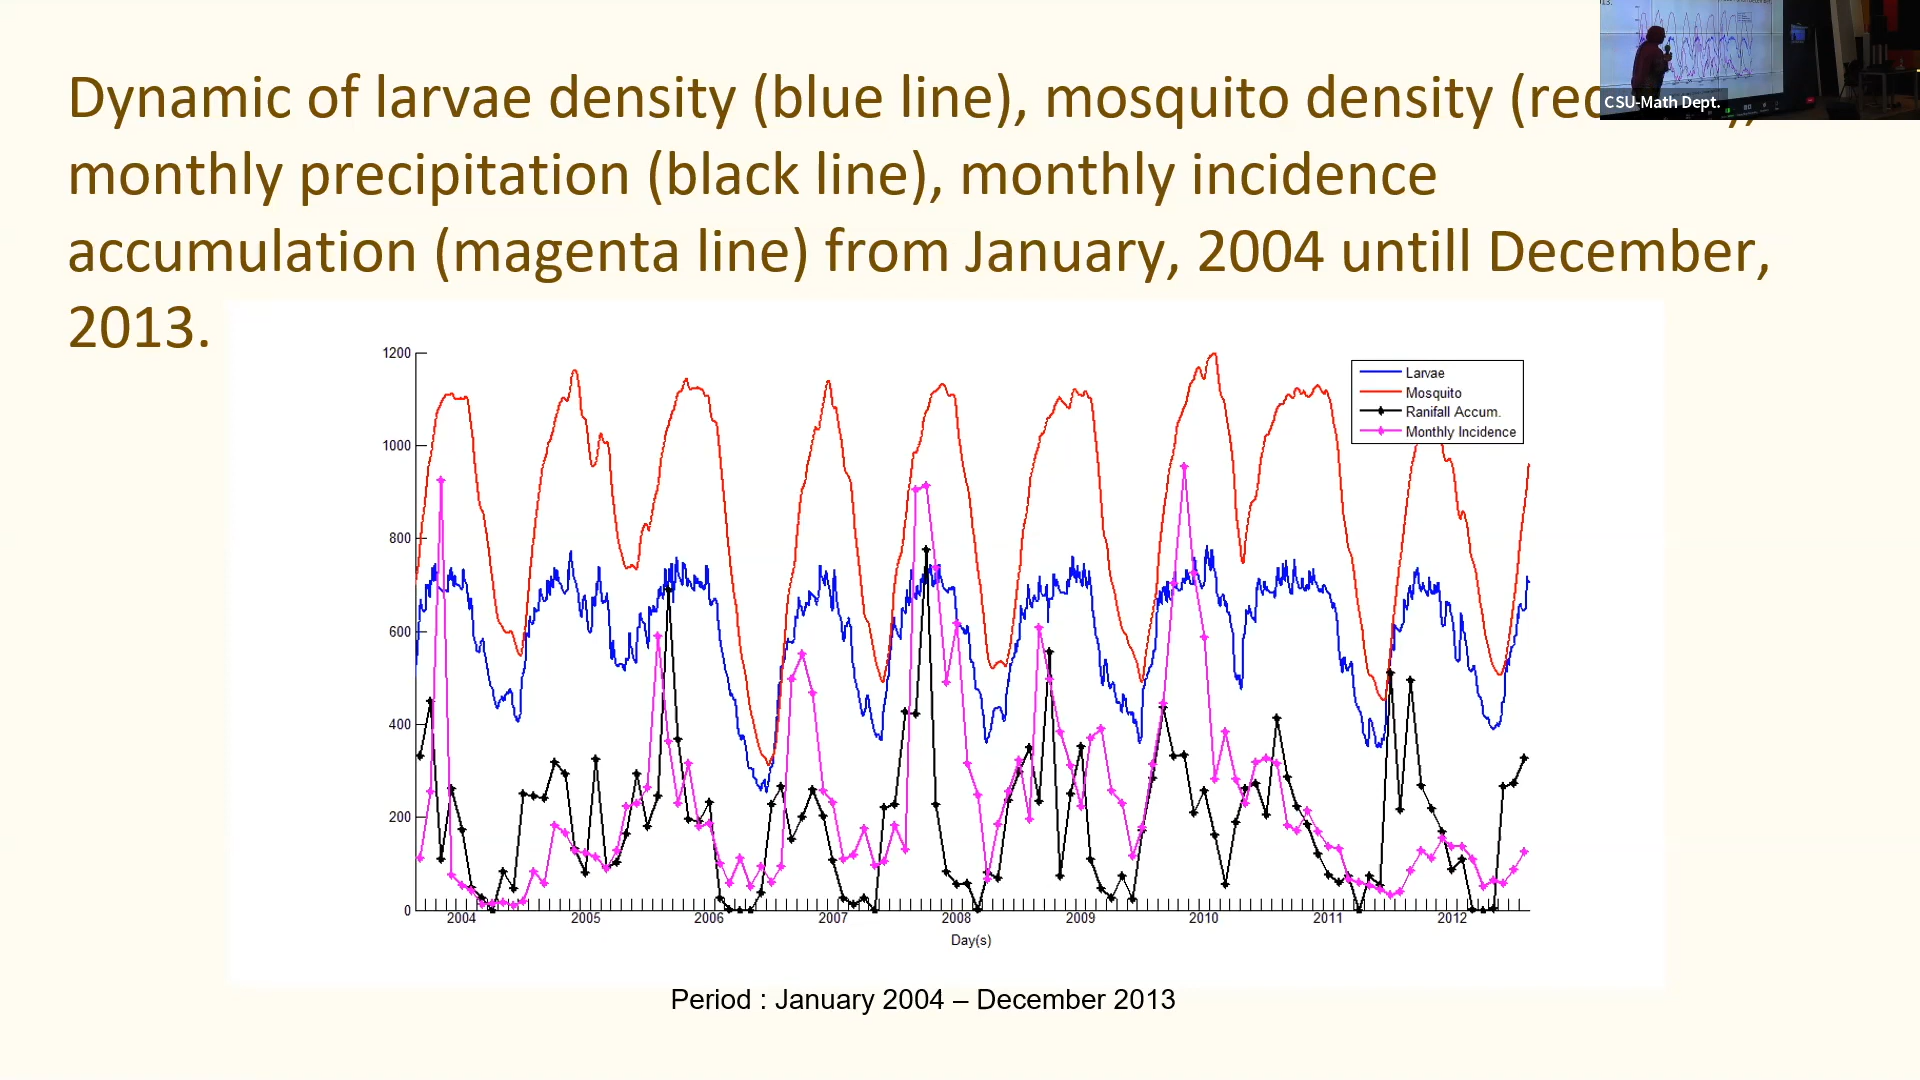 Dynamic of larvae density (blue line), mosquito density (red
monthly precipitation (black line), monthly incidence
accumulation (magenta line) from January, 2004 untill December,
2013.
CSU-Math Dept.
1200
1000
800
600
400
200
0
Larvae
Mosquito
Ranifall Accum.
Monthly Incidence
2004 2005 2006 2007 2008 2009 2010 2011 2012
Day(s)
Period : January 2004 – December 2013